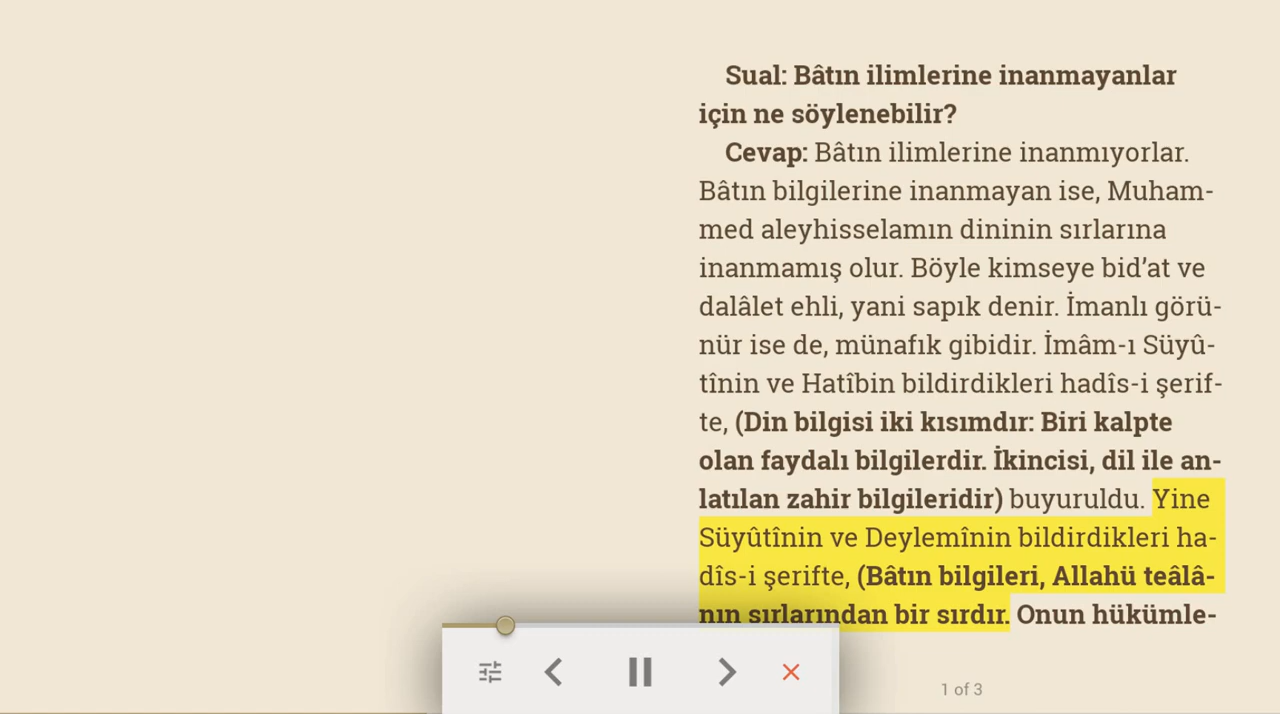 Sual: Bâtın ilimlerine inanmayanlar
için ne söylenebilir?
Cevap: Bâtın ilimlerine inanmıyorlar.
Bâtın bilgilerine inanmayan ise, Muham-
med aleyhisselamın dininin sırlarına
inanmamış olur. Böyle kimseye bid’at ve
dalâlet ehli, yani sapık denir. İmanlı görü-
nür ise de, münafık gibidir. İmâm-ı Süyû-
tînin ve Hatîbin bildirdikleri hadîs-i şerif-
te, (Din bilgisi iki kısımdır: Biri kalpte
olan faydalı bilgilerdir. İkincisi, dil ile an-
latılan zahir bilgileridir) buyuruldu. Yine
Süyûtînin ve Deylemînin bildirdikleri ha-
dîs-i şerifte, (Bâtın bilgileri, Allahü teâlâ-
nın sırlarından bir sırdır. Onun hükümle-
1 of 3